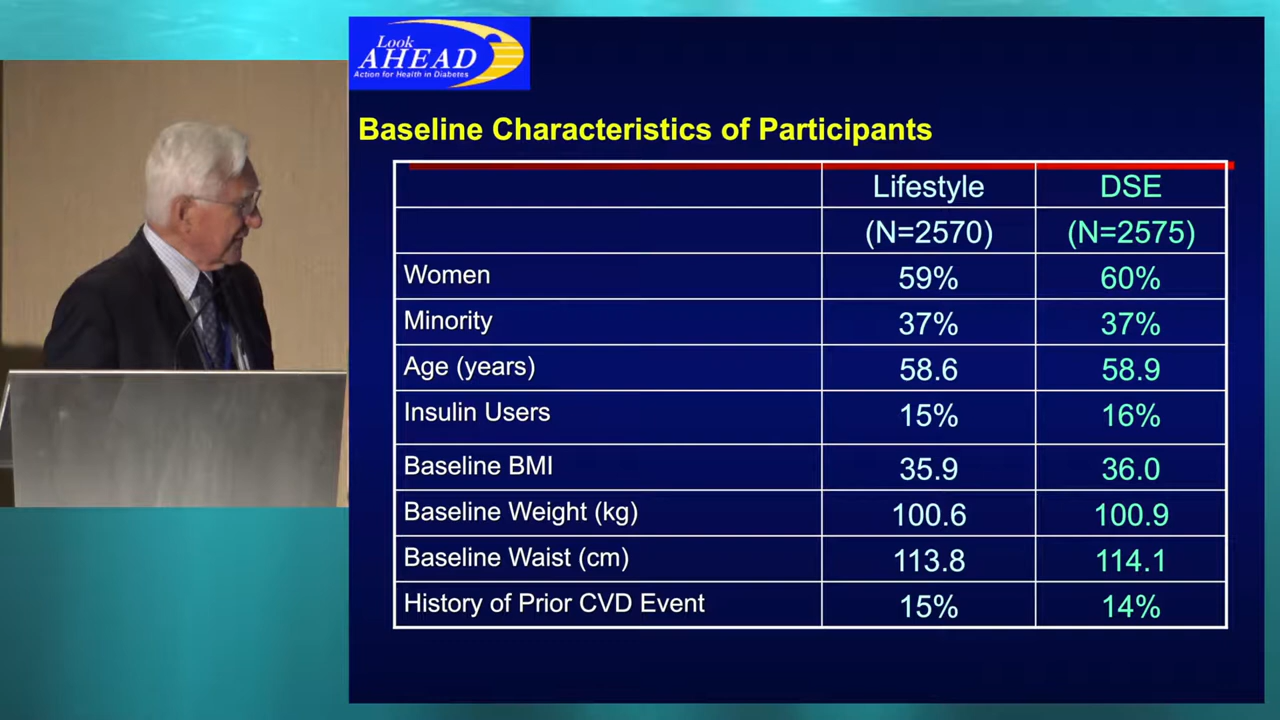 Look
AHEAD
Action for Health in Diabetes
Baseline Characteristics of Participants
Lifestyle DSE
(N=2570) (N=2575)
Women 59% 60%
Minority 37% 37%
Age (years) 58.6 58.9
Insulin Users 15% 16%
Baseline BMI 35.9 36.0
Baseline Weight (kg) 100.6 100.9
Baseline Waist (cm) 113.8 114.1
History of Prior CVD Event 15% 14%